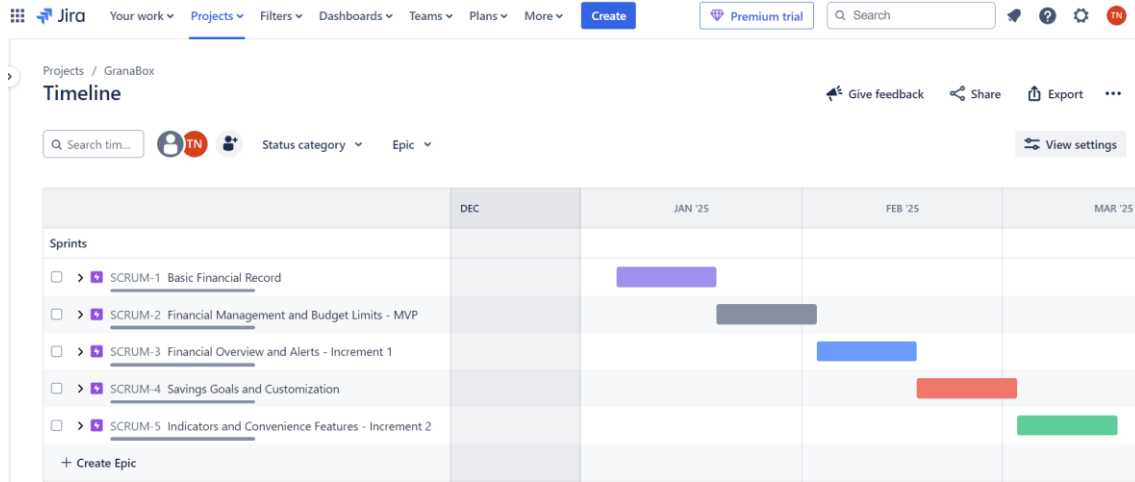 Jira Your work Projects Filters Dashboards Teams Plans More Create Premium trial Search TN
Projects / GranaBox
Timeline
Give feedback Share Export
Search tim... TN Status category Epic View settings
DEC JAN '25 FEB '25 MAR '25
Sprints
SCRUM-1 Basic Financial Record
SCRUM-2 Financial Management and Budget Limits - MVP
SCRUM-3 Financial Overview and Alerts - Increment 1
SCRUM-4 Savings Goals and Customization
SCRUM-5 Indicators and Convenience Features - Increment 2
+ Create Epic